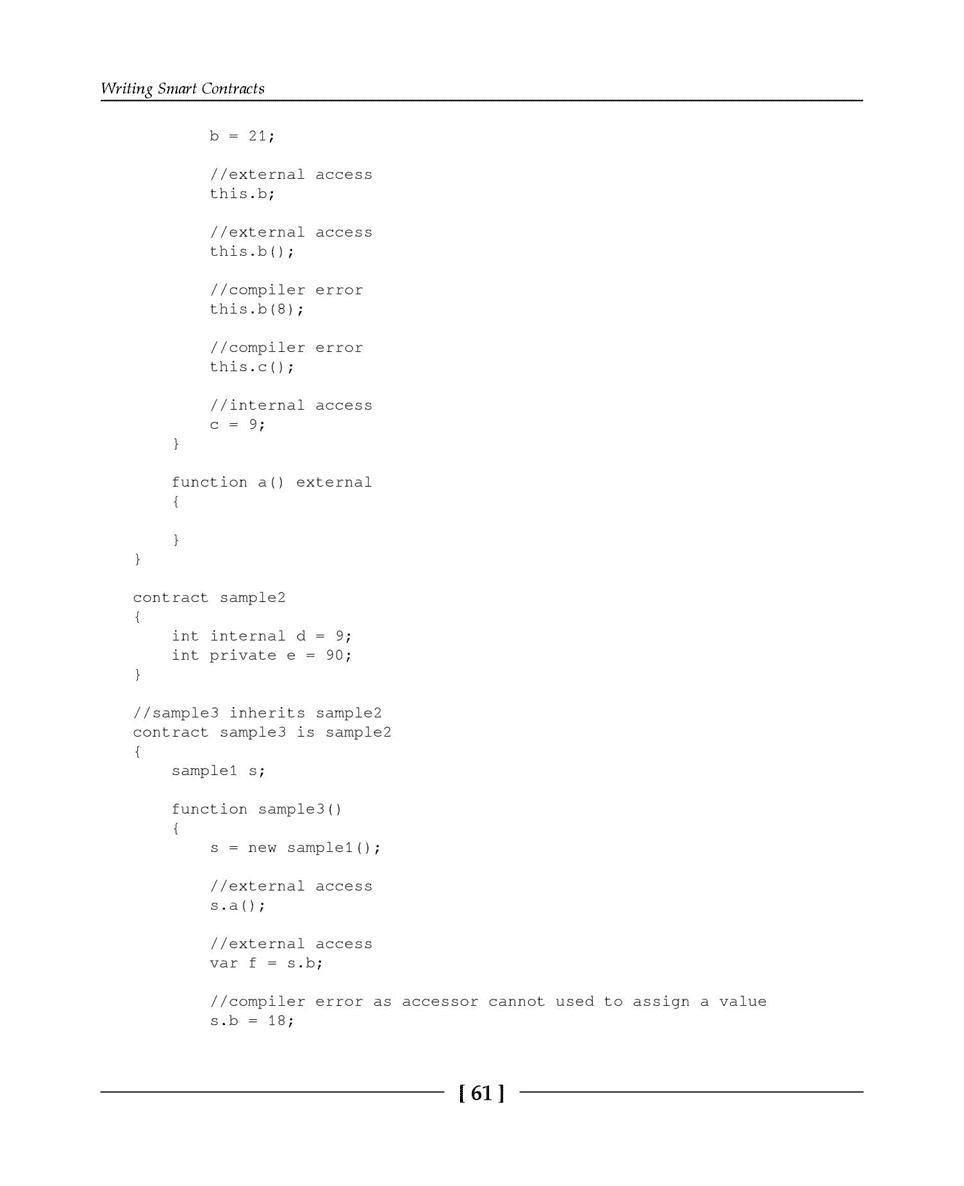 Writing Smart Contracts
b = 21;
//external access
this.b;
//external access
this.b();
//compiler error
this.b(8);
//compiler error
this.c();
//internal access
c = 9;
}
function a() external
{
}
}
contract sample2
{
int internal d = 9;
int private e = 90;
}
//sample3 inherits sample2
contract sample3 is sample2
{
sample1 s;
function sample3()
{
s = new sample1();
//external access
s.a();
//external access
var f = s.b;
//compiler error as accessor cannot used to assign a value
s.b = 18;
[ 61 ]